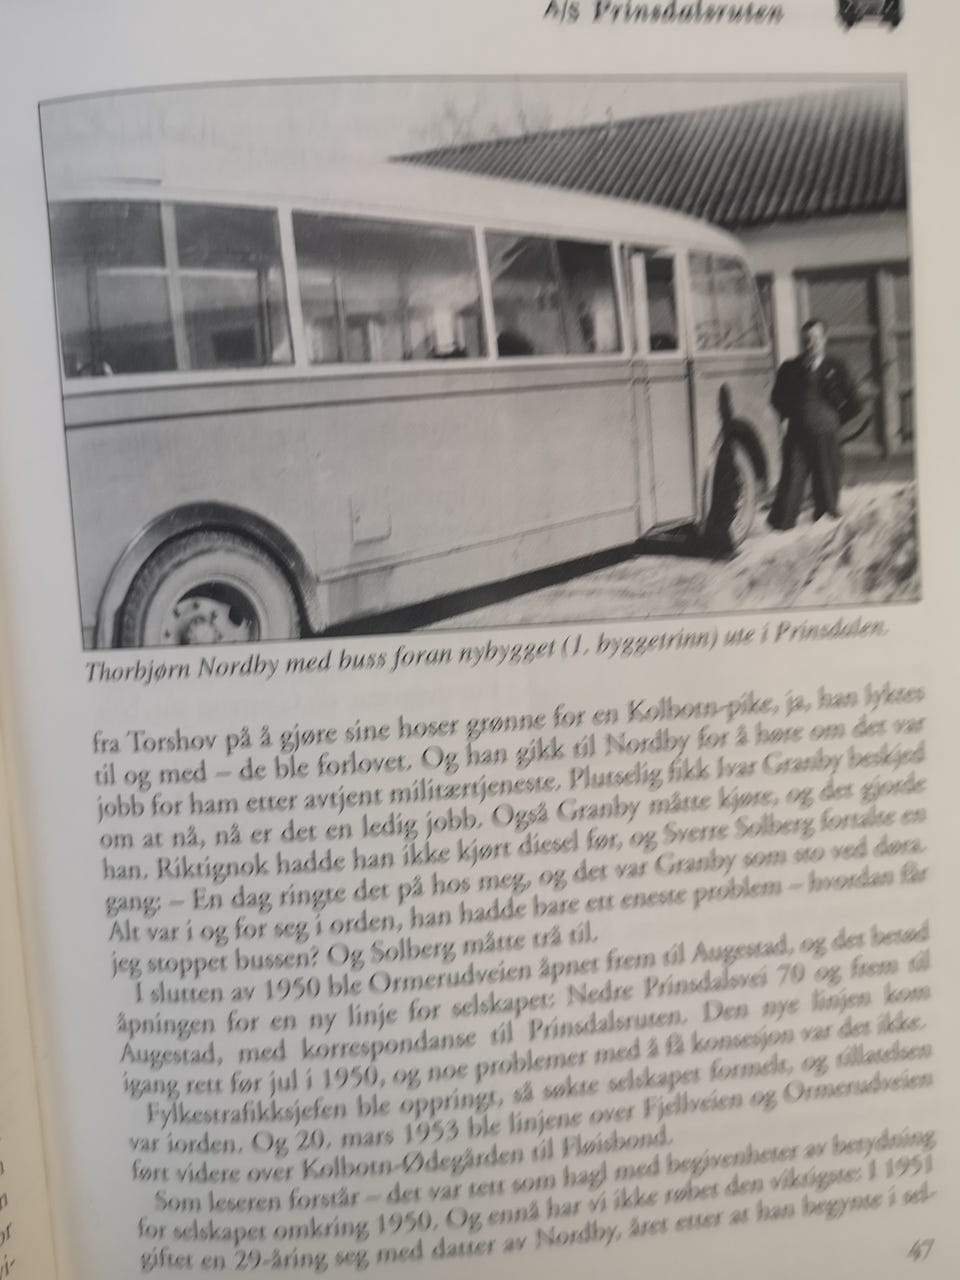 A/S Prinsdalsruten
Thorbjørn Nordby med buss foran nybygget (1. byggetrinn) ute i Prinsdalen.
fra Torshov på å gjøre sine hoser grønne for en Kolbotn-pike, ja, han lyktes
til og med – de ble forlovet. Og han gikk til Nordby for å høre om det var
jobb for ham etter avtjent militærtjeneste. Plutselig fikk Ivar Granby beskjed
om at nå, nå er det en ledig jobb. Også Granby måtte kjøre, og det gjorde
han. Riktignok hadde han ikke kjørt diesel før, og Sverre Solberg fortalte en
gang: – En dag ringte det på hos meg, og det var Granby som sto ved døra.
Alt var i og for seg i orden, han hadde bare ett eneste problem – hvordan får
jeg stoppet bussen? Og Solberg måtte trå til.
I slutten av 1950 ble Ormerudveien åpnet frem til Augestad, og det betød
åpningen for en ny linje for selskapet: Nedre Prinsdalsvei 70 og frem til
Augestad, med korrespondanse til Prinsdalsruten. Den nye linjen kom
igang rett før jul i 1950, og noe problemer med å få konsesjon var det ikke.
Fylkestrafikksjefen ble oppringt, så søkte selskapet formelt, og tillatelsen
var iorden. Og 20. mars 1953 ble linjene over Fjellveien og Ormerudveien
ført videre over Kolbotn-Ødegården til Fløisbond.
Som leseren forstår – det var tett som hagl med begivenheter av betydning
for selskapet omkring 1950. Og ennå har vi ikke røbet den viktigste: I 1951
giftet en 29-åring seg med datter av Nordby, året etter at han begynte i sel-
47